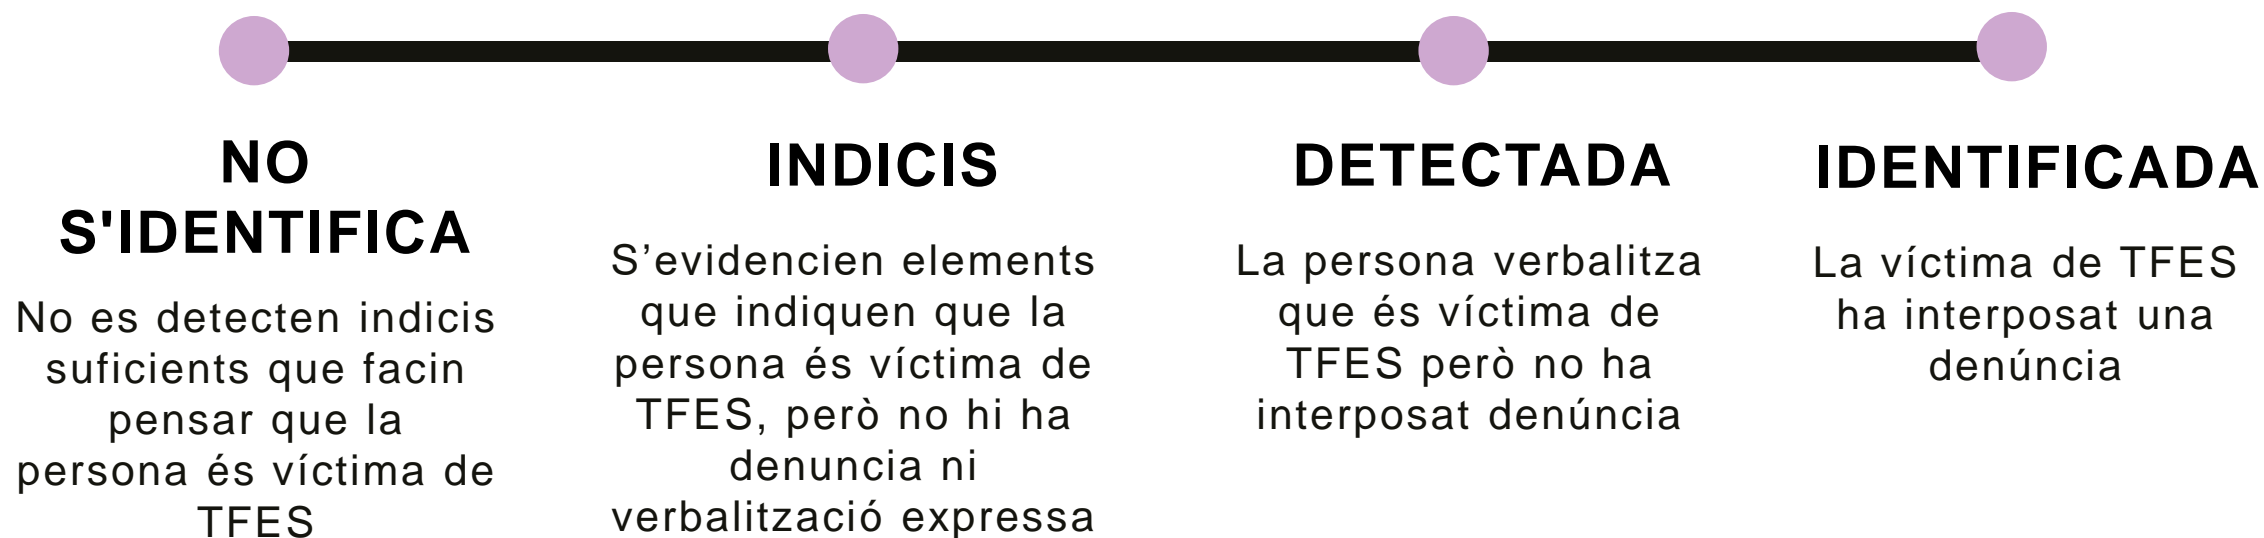 NO
S'IDENTIFICA
No es detecten indicis
suficients que facin
pensar que la
persona és víctima de
TFES
INDICIS
S’evidencien elements
que indiquen que la
persona és víctima de
TFES, però no hi ha
denuncia ni
verbalització expressa
DETECTADA
La persona verbalitza
que és víctima de
TFES però no ha
interposat denúncia
IDENTIFICADA
La víctima de TFES
ha interposat una
denúncia